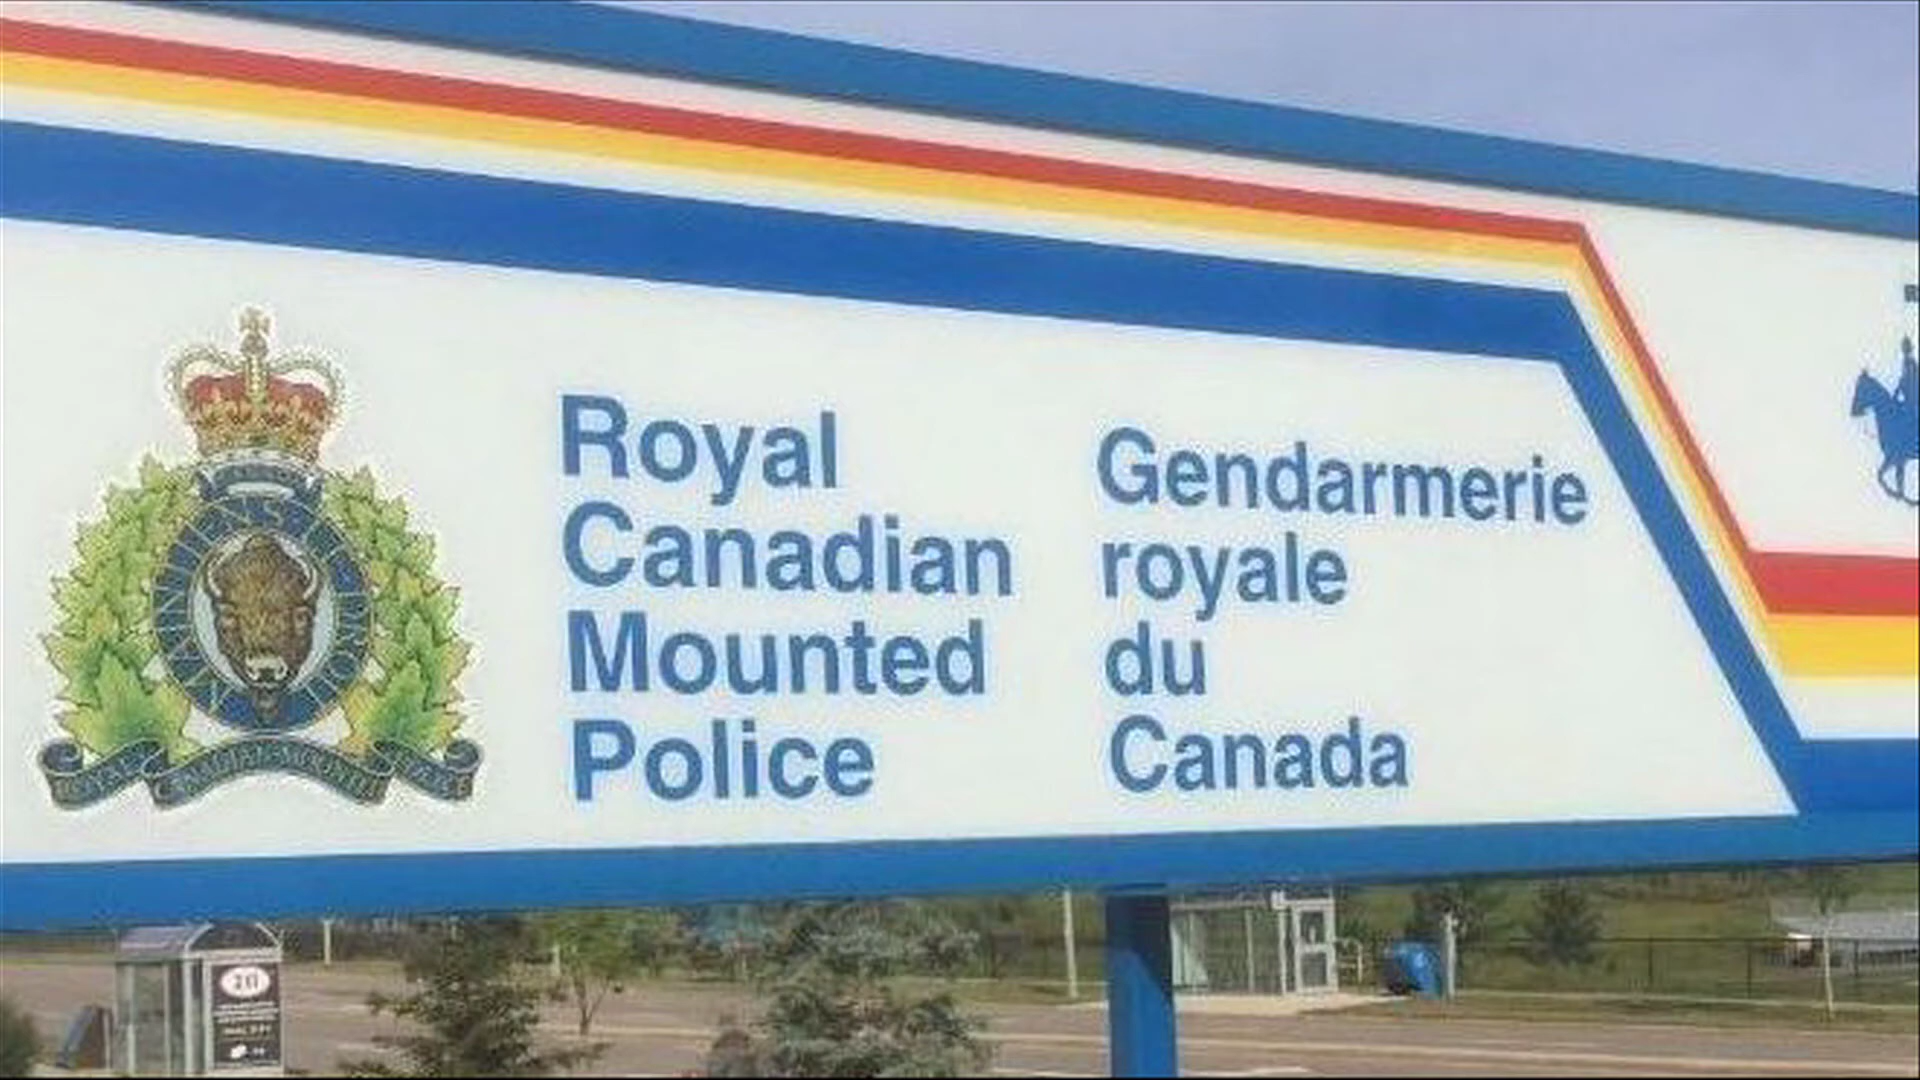 Royal
Canadian
Mounted
Police
Gendarmerie
royale
du
Canada